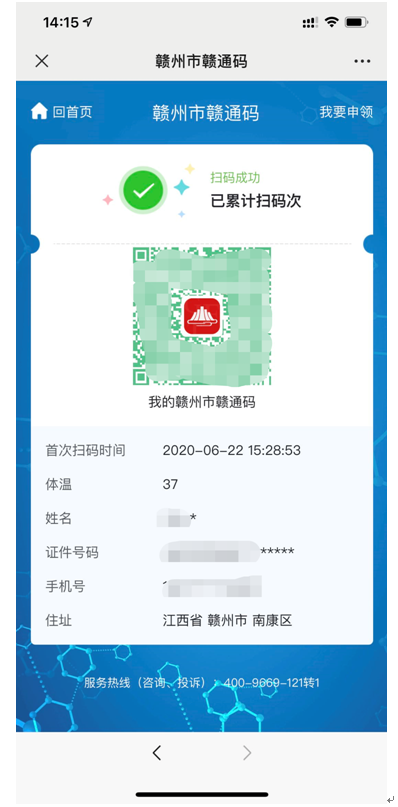 14:15
赣州市赣通码
回首页
赣州市赣通码
我要申领
扫码成功
已累计扫码次
我的赣州市赣通码
首次扫码时间 2020-06-22 15:28:53
体温 37
姓名 *
证件号码 *****
手机号
住址 江西省 赣州市 南康区
服务热线（咨询、投诉）：400-9669-121转1